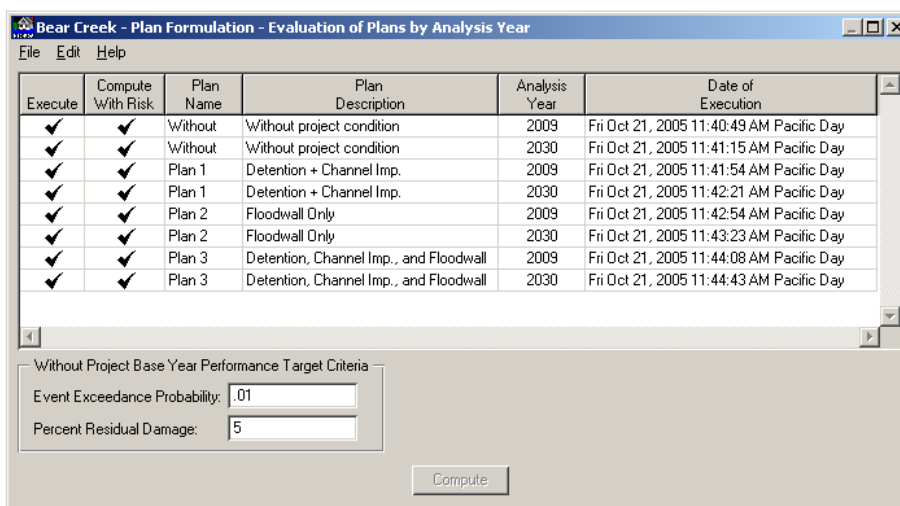 Bear Creek - Plan Formulation - Evaluation of Plans by Analysis Year
File Edit Help
Execute Compute With Risk Plan Name Plan Description Analysis Year Date of Execution
Without Without project condition 2009 Fri Oct 21, 2005 11:40:49 AM Pacific Day
Without Without project condition 2030 Fri Oct 21, 2005 11:41:15 AM Pacific Day
Plan 1 Detention + Channel Imp. 2009 Fri Oct 21, 2005 11:41:54 AM Pacific Day
Plan 1 Detention + Channel Imp. 2030 Fri Oct 21, 2005 11:42:21 AM Pacific Day
Plan 2 Floodwall Only 2009 Fri Oct 21, 2005 11:42:54 AM Pacific Day
Plan 2 Floodwall Only 2030 Fri Oct 21, 2005 11:43:23 AM Pacific Day
Plan 3 Detention, Channel Imp., and Floodwall 2009 Fri Oct 21, 2005 11:44:08 AM Pacific Day
Plan 3 Detention, Channel Imp., and Floodwall 2030 Fri Oct 21, 2005 11:44:43 AM Pacific Day
Without Project Base Year Performance Target Criteria
Event Exceedance Probability: .01
Percent Residual Damage: 5
Compute